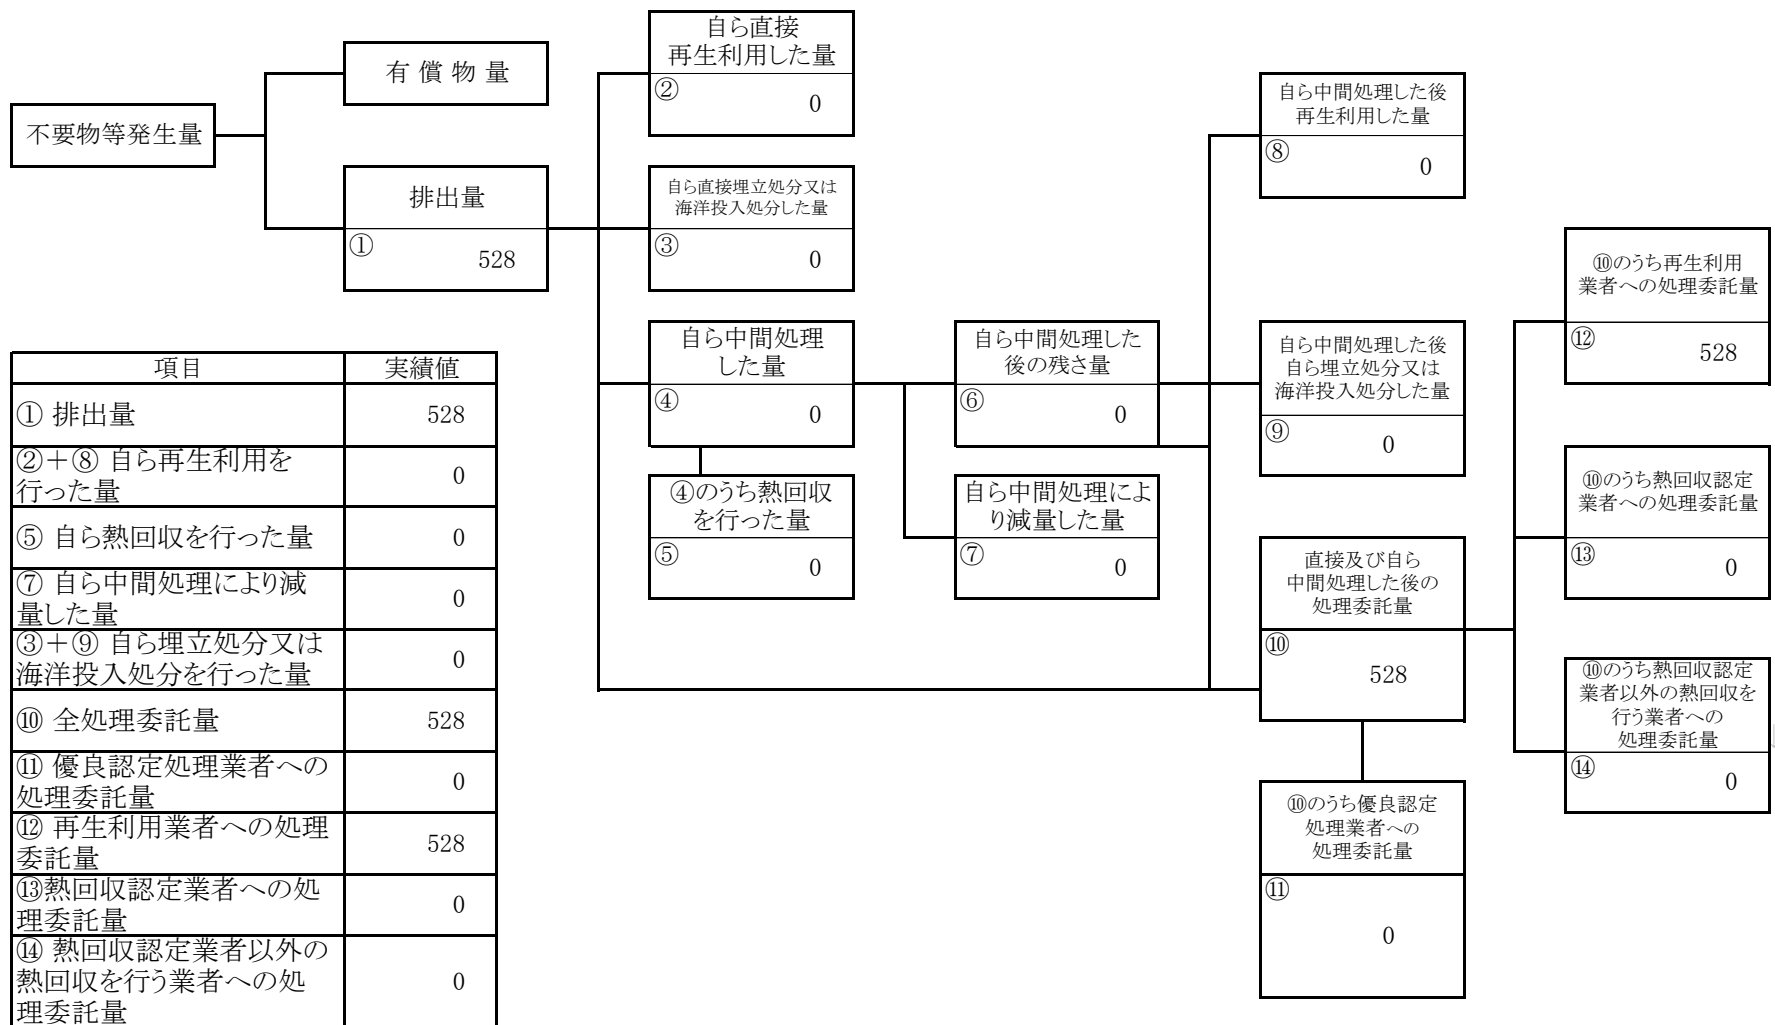 不要物等発生量
有 償 物 量
排出量
①
528
自ら直接
再生利用した量
②
0
自ら直接埋立処分又は
海洋投入処分した量
③
0
自ら中間処理
した量
④
0
④のうち熱回収
を行った量
⑤
0
自ら中間処理した
後の残さ量
⑥
0
自ら中間処理によ
り減量した量
⑦
0
自ら中間処理した後
再生利用した量
⑧
0
自ら中間処理した後
自ら埋立処分又は
海洋投入処分した量
⑨
0
直接及び自ら
中間処理した後の
処理委託量
⑩
528
⑩のうち優良認定
処理業者への
処理委託量
⑪
0
⑩のうち再生利用
業者への処理委託量
⑫
528
⑩のうち熱回収認定
業者への処理委託量
⑬
0
⑩のうち熱回収認定
業者以外の熱回収を
行う業者への
処理委託量
⑭
0
項目 実績値
① 排出量 528
②＋⑧ 自ら再生利用を
行った量 0
⑤ 自ら熱回収を行った量 0
⑦ 自ら中間処理により減
量した量 0
③＋⑨ 自ら埋立処分又は
海洋投入処分を行った量 0
⑩ 全処理委託量 528
⑪ 優良認定処理業者への
処理委託量 0
⑫ 再生利用業者への処理
委託量 528
⑬熱回収認定業者への処
理委託量 0
⑭ 熱回収認定業者以外の
熱回収を行う業者への処
理委託量 0